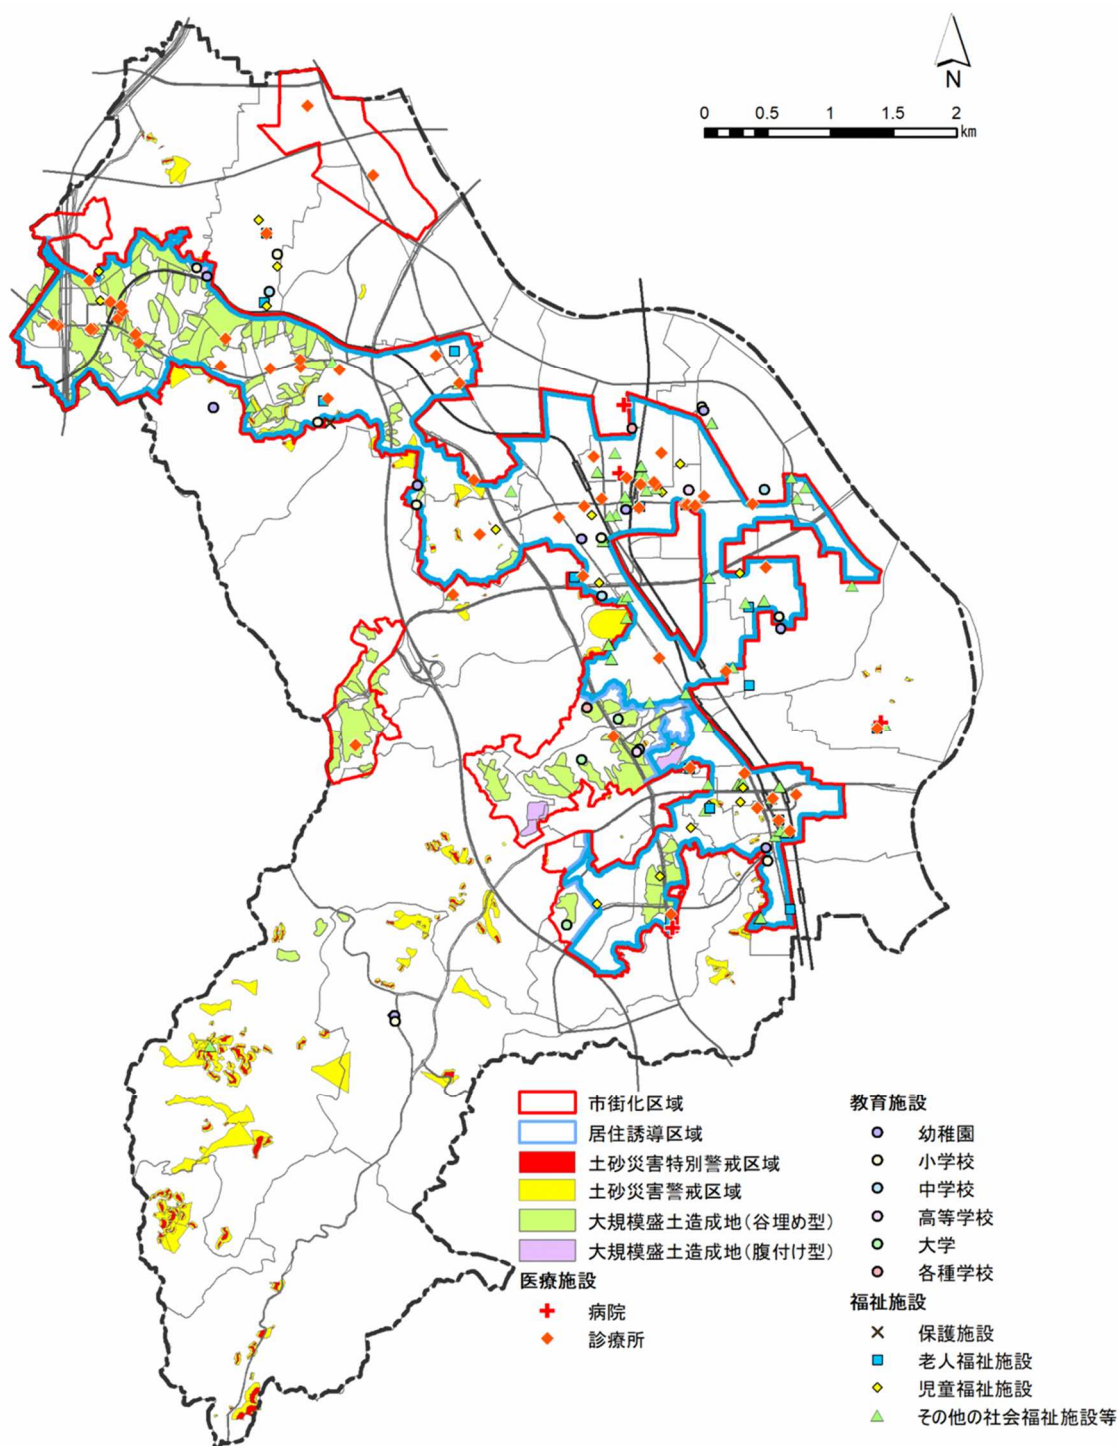 N
0 0.5 1 1.5 2
km
市街化区域
居住誘導区域
土砂災害特別警戒区域
土砂災害警戒区域
大規模盛土造成地(谷埋め型)
大規模盛土造成地(腹付け型)
医療施設
病院
診療所
教育施設
幼稚園
小学校
中学校
高等学校
大学
各種学校
福祉施設
保護施設
老人福祉施設
児童福祉施設
その他の社会福祉施設等